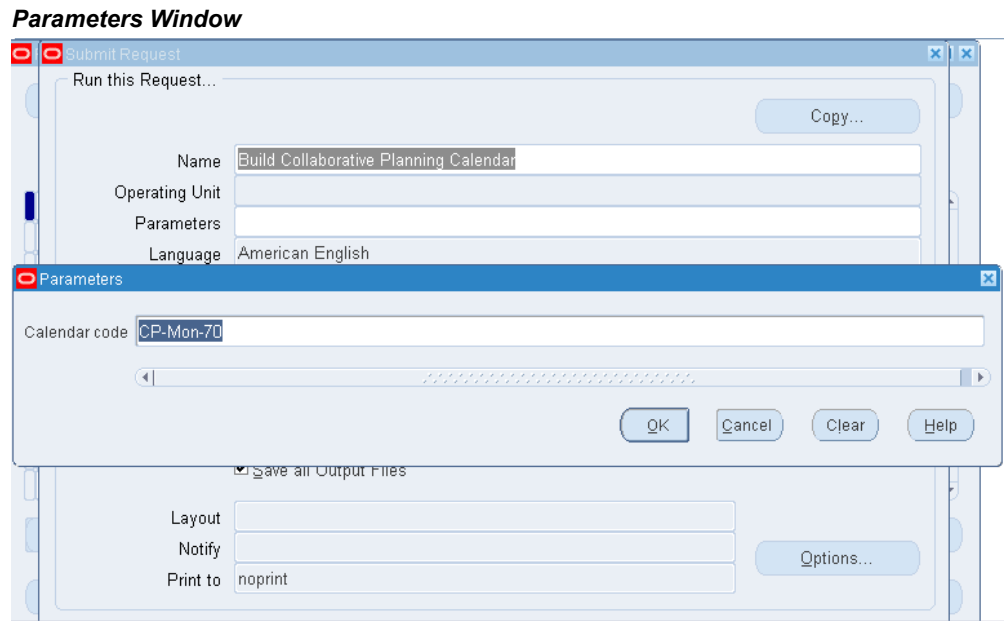 Parameters Window
Submit Request
Run this Request...
Copy...
Name Build Collaborative Planning Calendar
Operating Unit
Parameters
Language American English
Parameters
Calendar code CP-Mon-70
OK Cancel Clear Help
Save all Output Files
Layout
Notify
Options...
Print to noprint